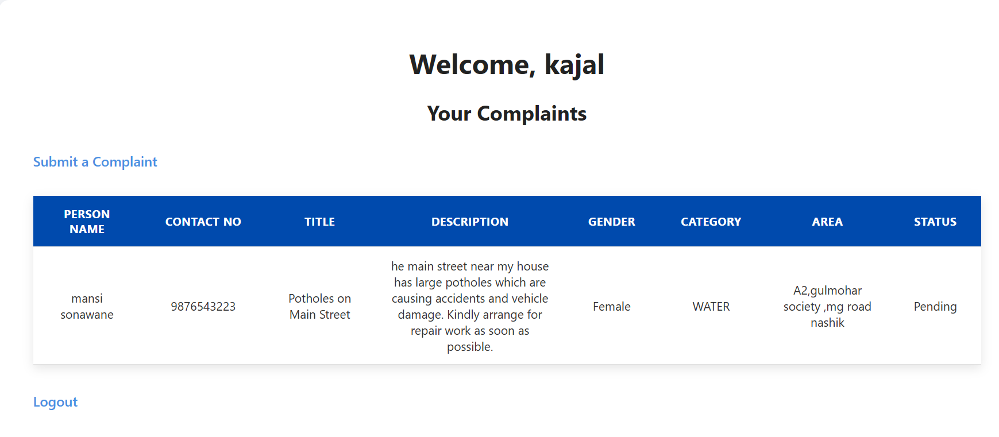 Welcome, kajal
Your Complaints
Submit a Complaint
PERSON
NAME
CONTACT NO
TITLE
DESCRIPTION
GENDER
CATEGORY
AREA
STATUS
mansi
sonawane
9876543223
Potholes on
Main Street
he main street near my house
has large potholes which are
causing accidents and vehicle
damage. Kindly arrange for
repair work as soon as
possible.
Female
WATER
A2,gulmohar
society ,mg road
nashik
Pending
Logout